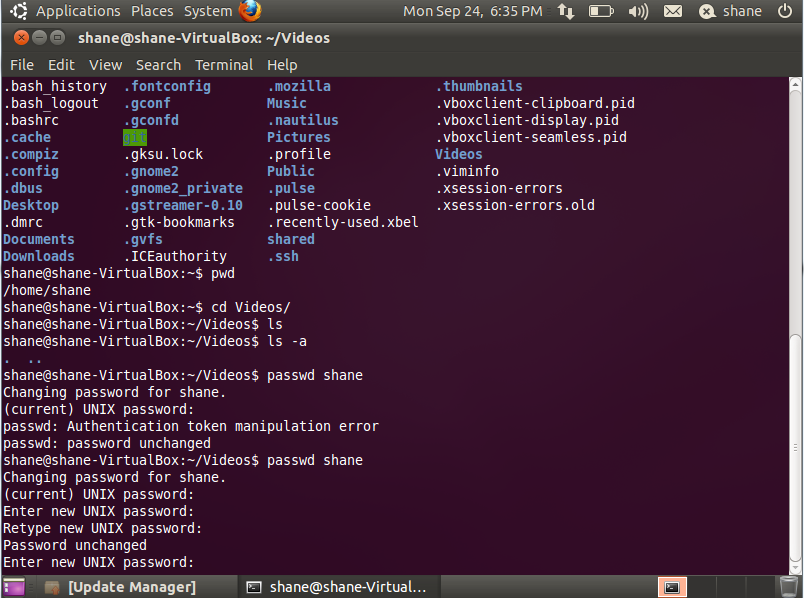 Applications Places System Mon Sep 24, 6:35 PM shane
shane@shane-VirtualBox: ~/Videos
File Edit View Search Terminal Help
.bash_history .fontconfig .mozilla .thumbnails
.bash_logout .gconf Music .vboxclient-clipboard.pid
.bashrc .gconfd .nautilus .vboxclient-display.pid
.cache git Pictures .vboxclient-seamless.pid
.compiz .gksu.lock .profile Videos
.config .gnome2 Public .viminfo
.dbus .gnome2_private .pulse .xsession-errors
Desktop .gstreamer-0.10 .pulse-cookie .xsession-errors.old
.dmrc .gtk-bookmarks .recently-used.xbel
Documents .gvfs shared
Downloads .ICEauthority .ssh
shane@shane-VirtualBox:~$ pwd
/home/shane
shane@shane-VirtualBox:~$ cd Videos/
shane@shane-VirtualBox:~/Videos$ ls
shane@shane-VirtualBox:~/Videos$ ls -a
. ..
shane@shane-VirtualBox:~/Videos$ passwd shane
Changing password for shane.
(current) UNIX password:
passwd: Authentication token manipulation error
passwd: password unchanged
shane@shane-VirtualBox:~/Videos$ passwd shane
Changing password for shane.
(current) UNIX password:
Enter new UNIX password:
Retype new UNIX password:
Password unchanged
Enter new UNIX password:
[Update Manager] shane@shane-Virtual...